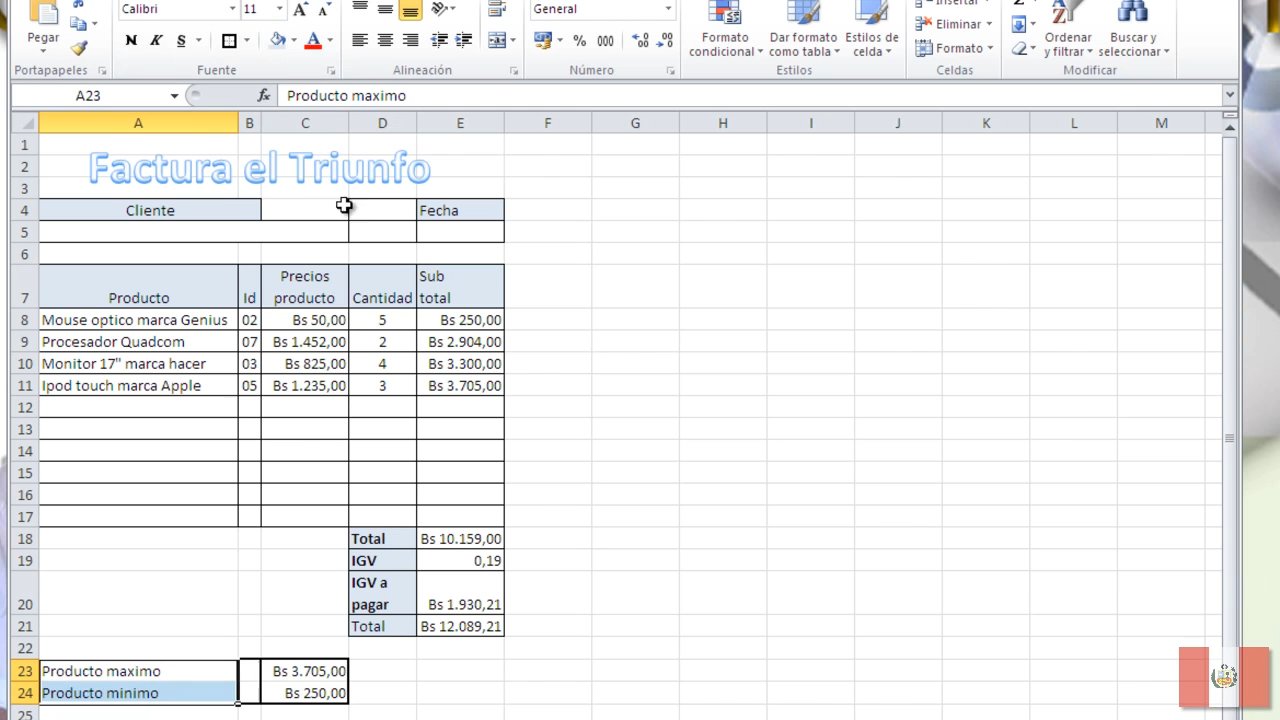 Calibri 11 General Insertar
Pegar
N K S % 000
Formato condicional
Dar formato como tabla
Estilos de celda
Eliminar
Formato
Ordenar y filtrar
Buscar y seleccionar
Portapapeles Fuente Alineación Número Estilos Celdas Modificar
A23 fx Producto maximo
A B C D E F G H I J K L M
1
2 Factura el Triunfo
3
4 Cliente Fecha
5
6
7 Producto Id Precios producto Cantidad Sub total
8 Mouse optico marca Genius 02 Bs 50,00 5 Bs 250,00
9 Procesador Quadcom 07 Bs 1.452,00 2 Bs 2.904,00
10 Monitor 17" marca hacer 03 Bs 825,00 4 Bs 3.300,00
11 Ipod touch marca Apple 05 Bs 1.235,00 3 Bs 3.705,00
12
13
14
15
16
17
18 Total Bs 10.159,00
19 IGV 0,19
20 IGV a pagar Bs 1.930,21
21 Total Bs 12.089,21
22
23 Producto maximo Bs 3.705,00
24 Producto minimo Bs 250,00
25